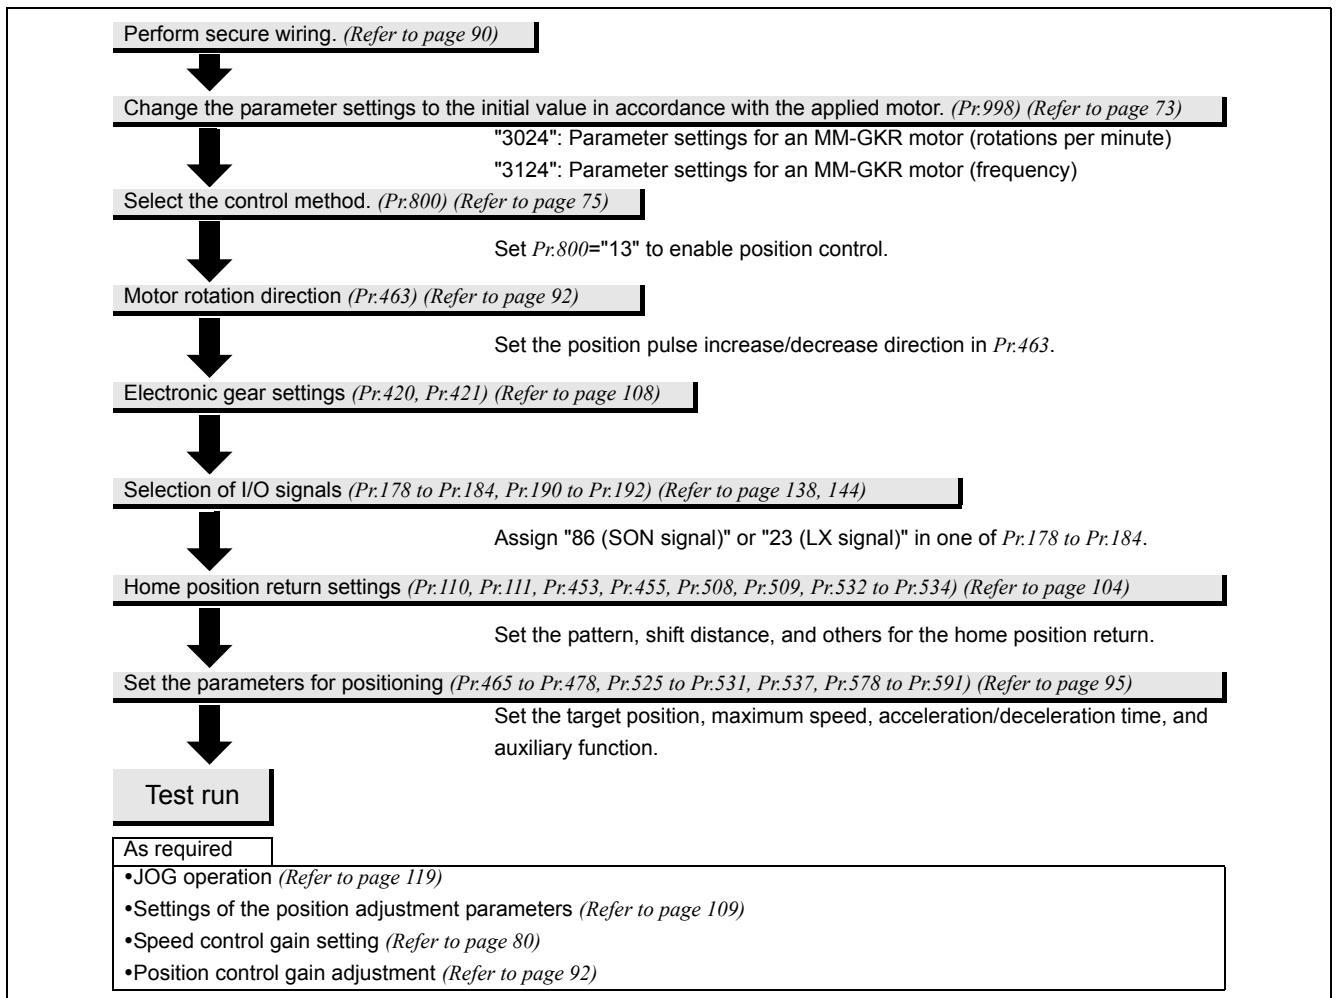 Perform secure wiring. (Refer to page 90)
Change the parameter settings to the initial value in accordance with the applied motor. (Pr.998) (Refer to page 73)
"3024": Parameter settings for an MM-GKR motor (rotations per minute)
"3124": Parameter settings for an MM-GKR motor (frequency)
Select the control method. (Pr.800) (Refer to page 75)
Set Pr.800="13" to enable position control.
Motor rotation direction (Pr.463) (Refer to page 92)
Set the position pulse increase/decrease direction in Pr.463.
Electronic gear settings (Pr.420, Pr.421) (Refer to page 108)
Selection of I/O signals (Pr.178 to Pr.184, Pr.190 to Pr.192) (Refer to page 138, 144)
Assign "86 (SON signal)" or "23 (LX signal)" in one of Pr.178 to Pr.184.
Home position return settings (Pr.110, Pr.111, Pr.453, Pr.455, Pr.508, Pr.509, Pr.532 to Pr.534) (Refer to page 104)
Set the pattern, shift distance, and others for the home position return.
Set the parameters for positioning (Pr.465 to Pr.478, Pr.525 to Pr.531, Pr.537, Pr.578 to Pr.591) (Refer to page 95)
Set the target position, maximum speed, acceleration/deceleration time, and
auxiliary function.
Test run
As required
•JOG operation (Refer to page 119)
•Settings of the position adjustment parameters (Refer to page 109)
•Speed control gain setting (Refer to page 80)
•Position control gain adjustment (Refer to page 92)